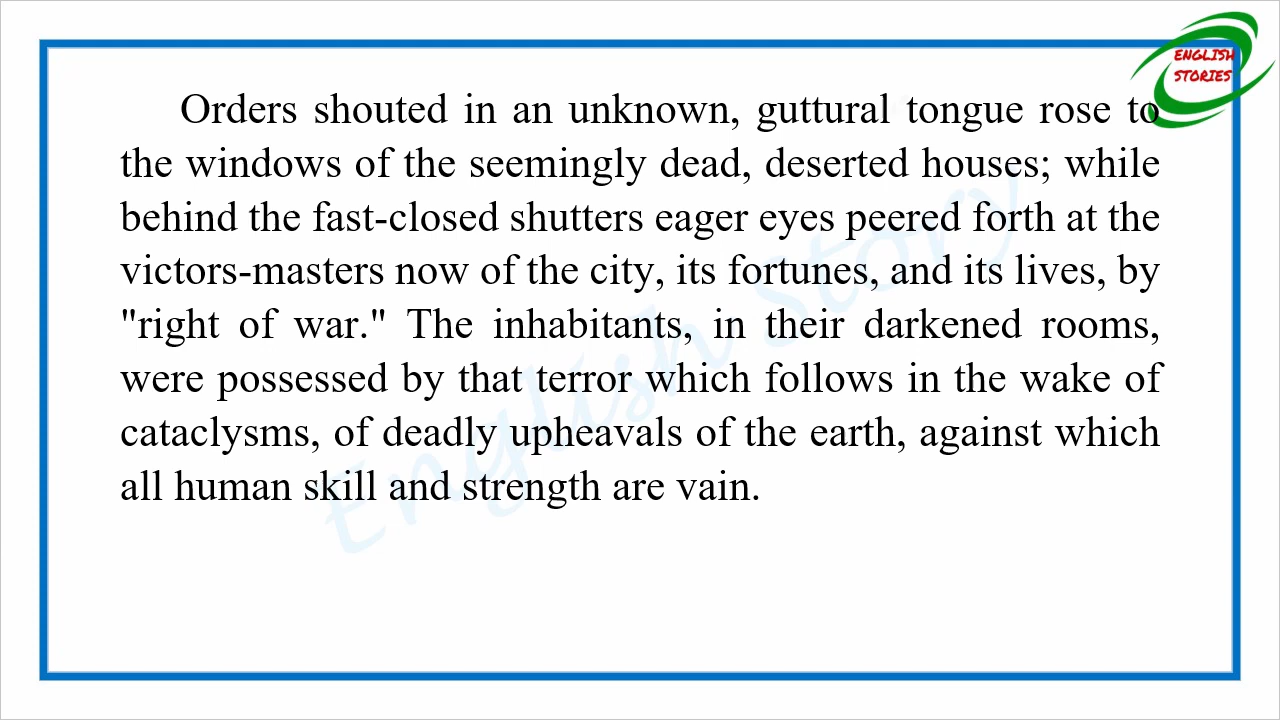 ENGLISH
STORIES
Orders shouted in an unknown, guttural tongue rose to
the windows of the seemingly dead, deserted houses; while
behind the fast-closed shutters eager eyes peered forth at the
victors-masters now of the city, its fortunes, and its lives, by
"right of war." The inhabitants, in their darkened rooms,
were possessed by that terror which follows in the wake of
cataclysms, of deadly upheavals of the earth, against which
all human skill and strength are vain.
English Story